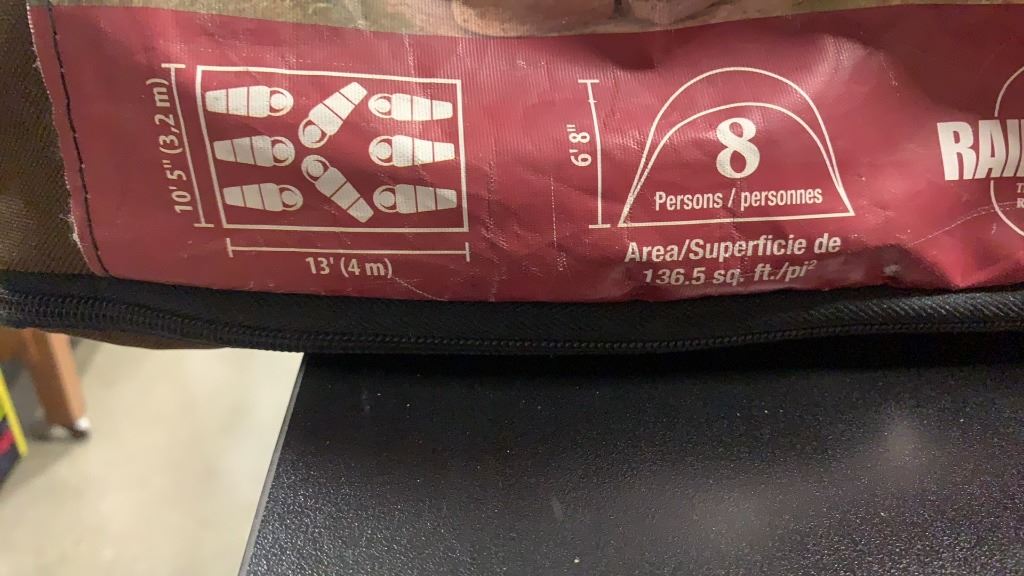 10' 5" (3,2 m)
13' (4 m)
6' 8"
8
Persons / personnes
Area/Superficie de
136.5 sq. ft./pi²